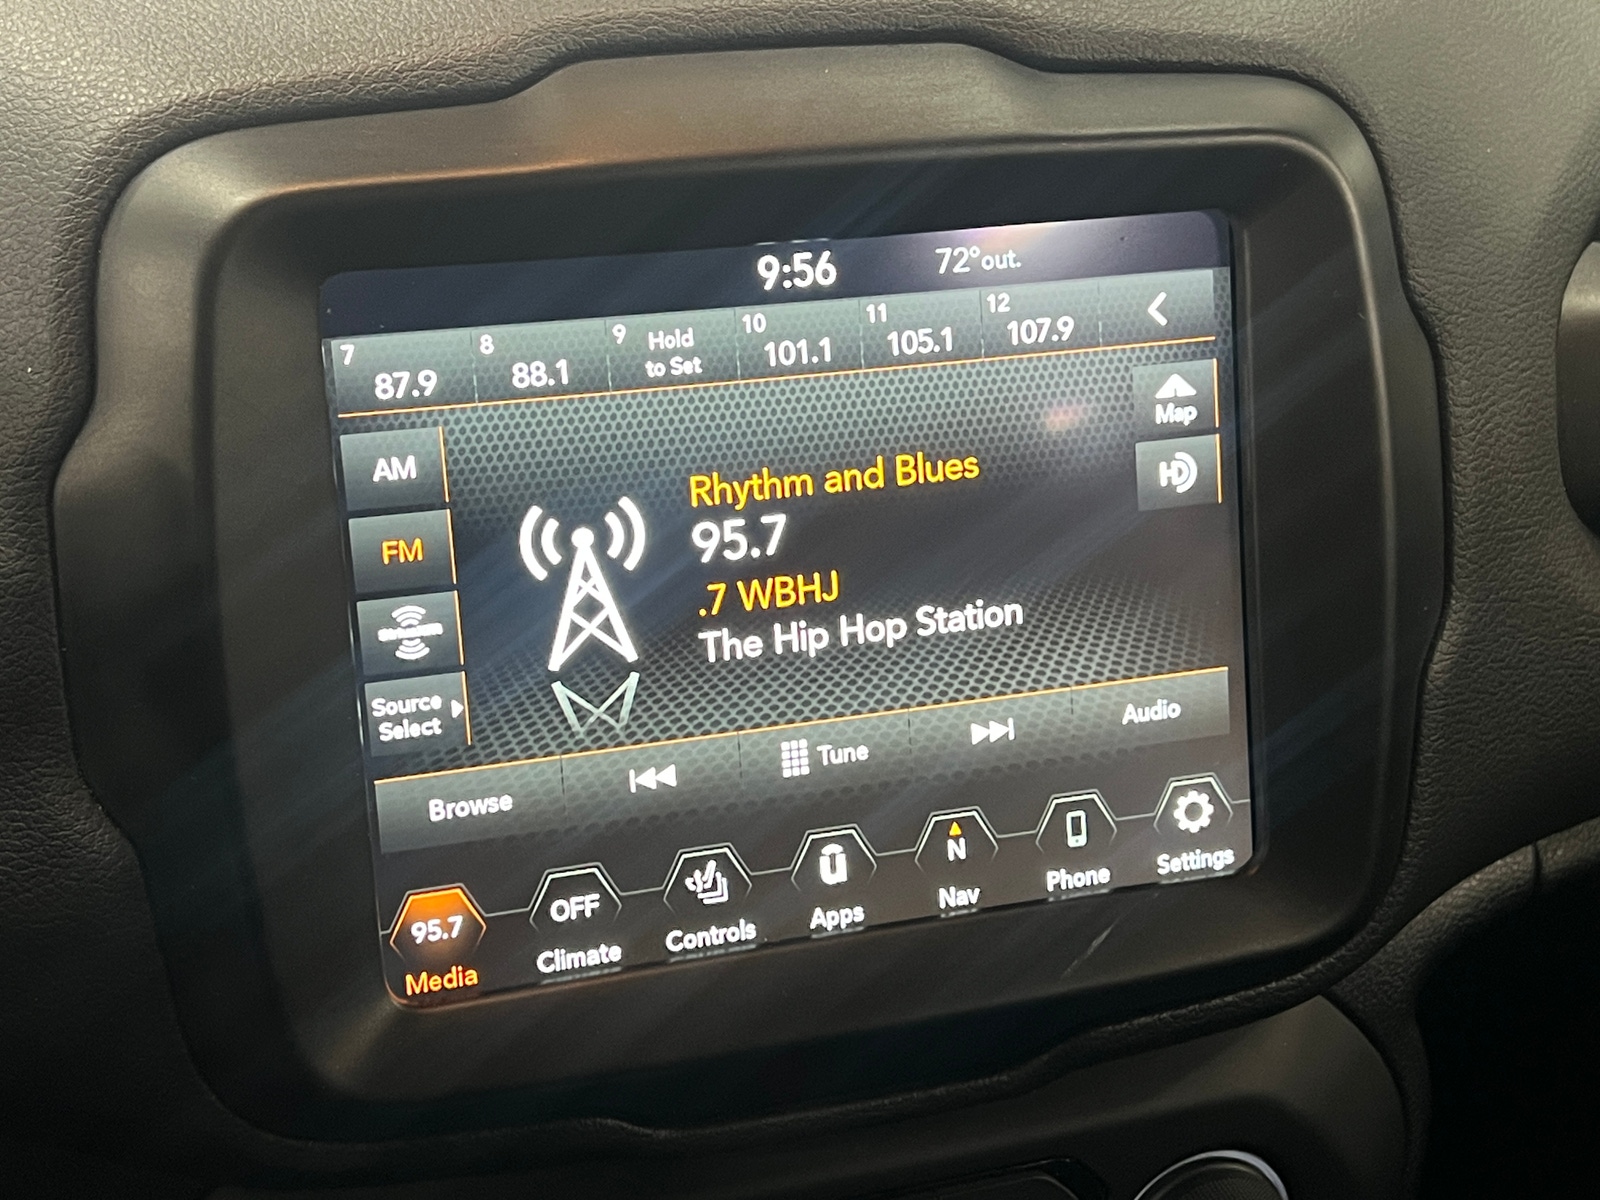 9:56
72°out.
7
87.9
8
88.1
9
Hold
to Set
10
101.1
11
105.1
12
107.9
Map
HD
AM
FM
Source
Select
Rhythm and Blues
95.7
.7 WBHJ
The Hip Hop Station
Browse
Tune
Audio
95.7
Media
OFF
Climate
Controls
Apps
N
Nav
Phone
Settings